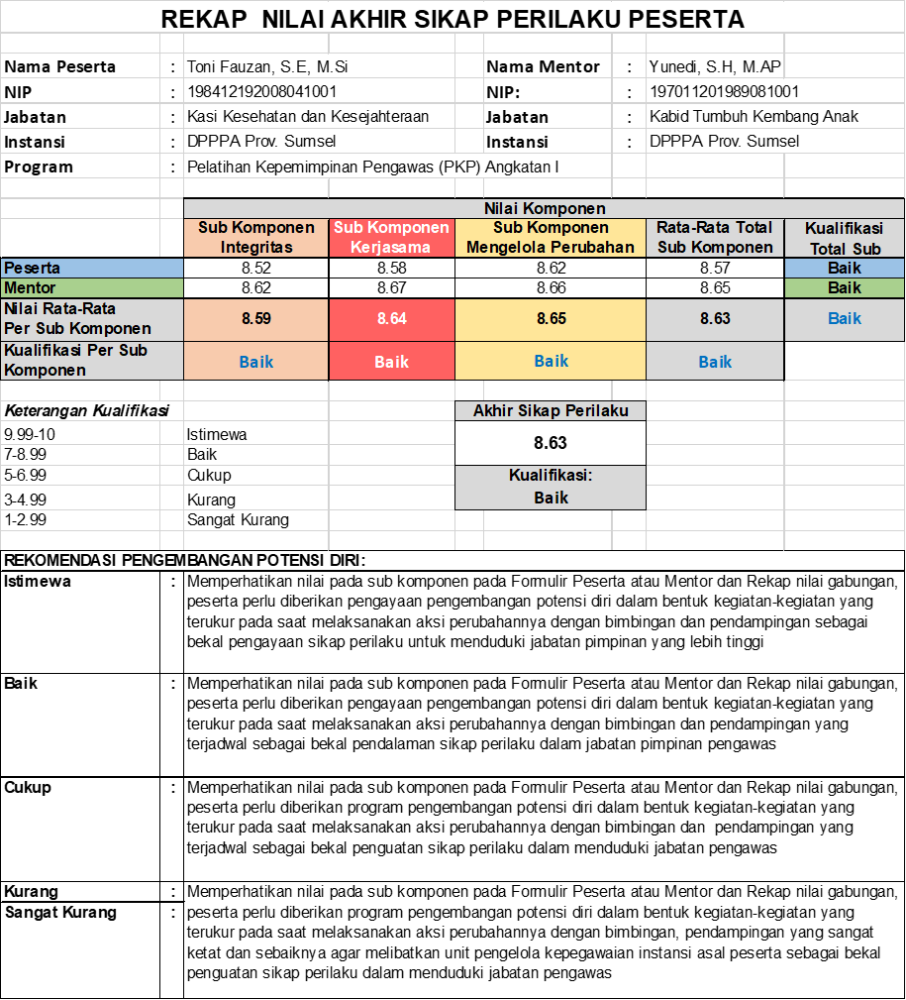 REKAP  NILAI AKHIR SIKAP PERILAKU PESERTA
Nama Peserta : Toni Fauzan, S.E, M.Si Nama Mentor : Yunedi, S.H, M.AP
NIP : 198412192008041001 NIP: : 197011201989081001
Jabatan : Kasi Kesehatan dan Kesejahteraan Jabatan : Kabid Tumbuh Kembang Anak
Instansi : DPPPA Prov. Sumsel Instansi : DPPPA Prov. Sumsel
Program : Pelatihan Kepemimpinan Pengawas (PKP) Angkatan I
Nilai Komponen
Sub Komponen Integritas Sub Komponen Kerjasama Sub Komponen Mengelola Perubahan Rata-Rata Total Sub Komponen Kualifikasi Total Sub
Peserta 8.52 8.58 8.62 8.57 Baik
Mentor 8.62 8.67 8.66 8.65 Baik
Nilai Rata-Rata Per Sub Komponen 8.59 8.64 8.65 8.63 Baik
Kualifikasi Per Sub Komponen Baik Baik Baik Baik
Keterangan Kualifikasi Akhir Sikap Perilaku
9.99-10 Istimewa 8.63
7-8.99 Baik
5-6.99 Cukup Kualifikasi:
3-4.99 Kurang Baik
1-2.99 Sangat Kurang
REKOMENDASI PENGEMBANGAN POTENSI DIRI:
Istimewa : Memperhatikan nilai pada sub komponen pada Formulir Peserta atau Mentor dan Rekap nilai gabungan,
peserta perlu diberikan pengayaan pengembangan potensi diri dalam bentuk kegiatan-kegiatan yang
terukur pada saat melaksanakan aksi perubahannya dengan bimbingan dan pendampingan sebagai
bekal pengayaan sikap perilaku untuk menduduki jabatan pimpinan yang lebih tinggi
Baik : Memperhatikan nilai pada sub komponen pada Formulir Peserta atau Mentor dan Rekap nilai gabungan,
peserta perlu diberikan pengayaan pengembangan potensi diri dalam bentuk kegiatan-kegiatan yang
terukur pada saat melaksanakan aksi perubahannya dengan bimbingan dan pendampingan yang
terjadwal sebagai bekal pendalaman sikap perilaku dalam jabatan pimpinan pengawas
Cukup : Memperhatikan nilai pada sub komponen pada Formulir Peserta atau Mentor dan Rekap nilai gabungan,
peserta perlu diberikan program pengembangan potensi diri dalam bentuk kegiatan-kegiatan yang
terukur pada saat melaksanakan aksi perubahannya dengan bimbingan dan  pendampingan yang
terjadwal sebagai bekal penguatan sikap perilaku dalam menduduki jabatan pengawas
Kurang : Memperhatikan nilai pada sub komponen pada Formulir Peserta atau Mentor dan Rekap nilai gabungan,
Sangat Kurang : peserta perlu diberikan program pengembangan potensi diri dalam bentuk kegiatan-kegiatan yang
terukur pada saat melaksanakan aksi perubahannya dengan bimbingan, pendampingan yang sangat
ketat dan sebaiknya agar melibatkan unit pengelola kepegawaian instansi asal peserta sebagai bekal
penguatan sikap perilaku dalam menduduki jabatan pengawas